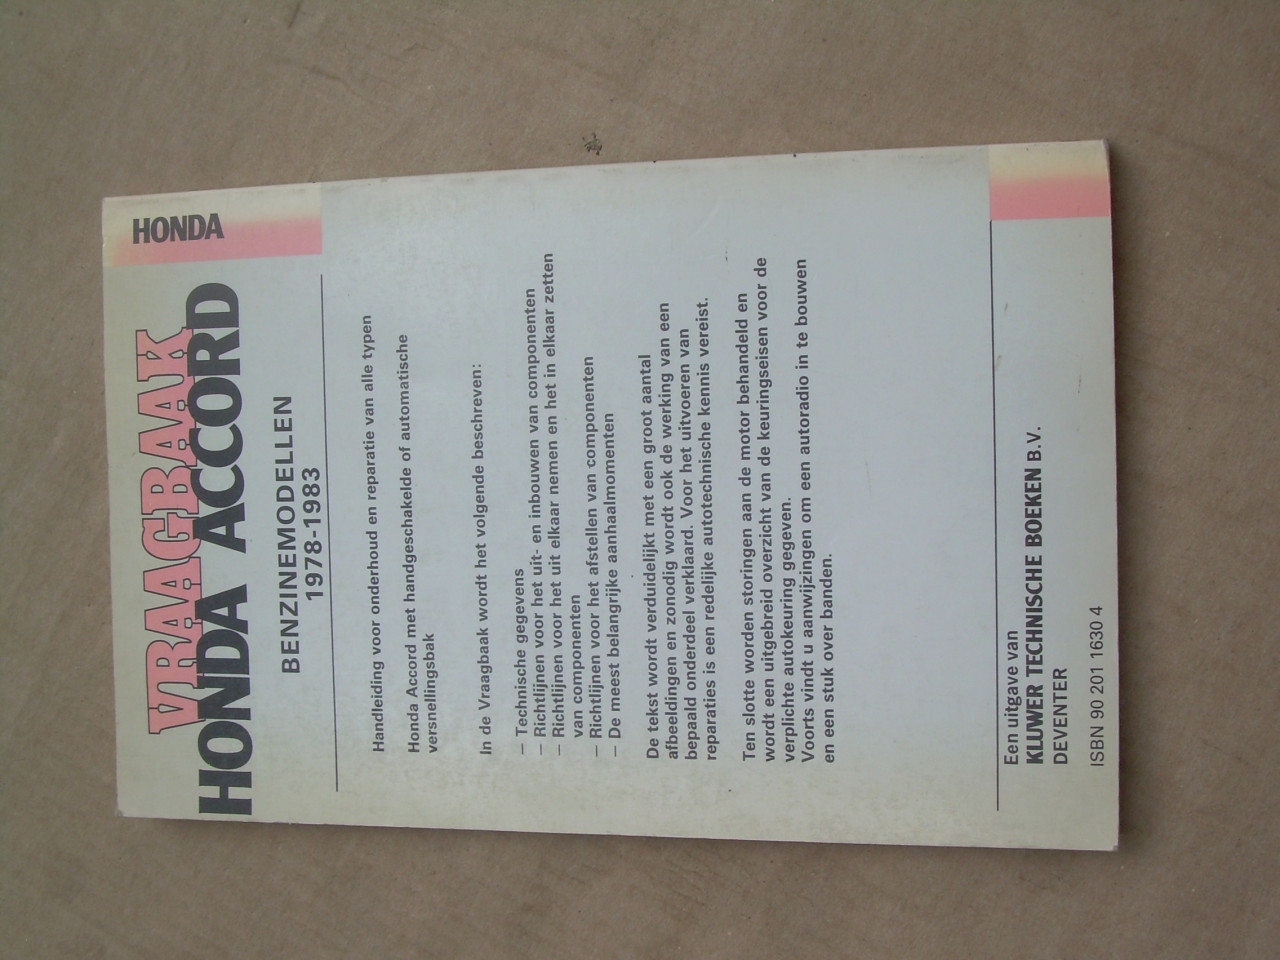 HONDA
VRAAGBAAK
HONDA ACCORD
BENZINEMODELLEN
1978-1983
Handleiding voor onderhoud en reparatie van alle typen
Honda Accord met handgeschakelde of automatische
versnellingsbak
In de Vraagbaak wordt het volgende beschreven:
— Technische gegevens
— Richtlijnen voor het uit- en inbouwen van componenten
— Richtlijnen voor het uit elkaar nemen en het in elkaar zetten
van componenten
— Richtlijnen voor het afstellen van componenten
— De meest belangrijke aanhaalmomenten
De tekst wordt verduidelijkt met een groot aantal
afbeeldingen en zonodig wordt ook de werking van een
bepaald onderdeel verklaard. Voor het uitvoeren van
reparaties is een redelijke autotechnische kennis vereist.
Ten slotte worden storingen aan de motor behandeld en
wordt een uitgebreid overzicht van de keuringseisen voor de
verplichte autokeuring gegeven.
Voorts vindt u aanwijzingen om een autoradio in te bouwen
en een stuk over banden.
Een uitgave van
KLUWER TECHNISCHE BOEKEN B.V.
DEVENTER
ISBN 90 201 1630 4